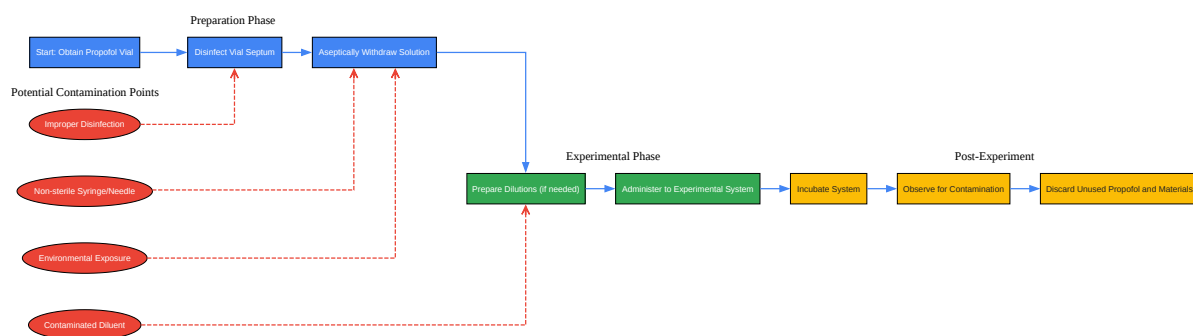 Preparation Phase
Start: Obtain Propofol Vial
Disinfect Vial Septum
Aseptically Withdraw Solution
Potential Contamination Points
Improper Disinfection
Non-sterile Syringe/Needle
Environmental Exposure
Contaminated Diluent
Experimental Phase
Prepare Dilutions (if needed)
Administer to Experimental System
Post-Experiment
Incubate System
Observe for Contamination
Discard Unused Propofol and Materials